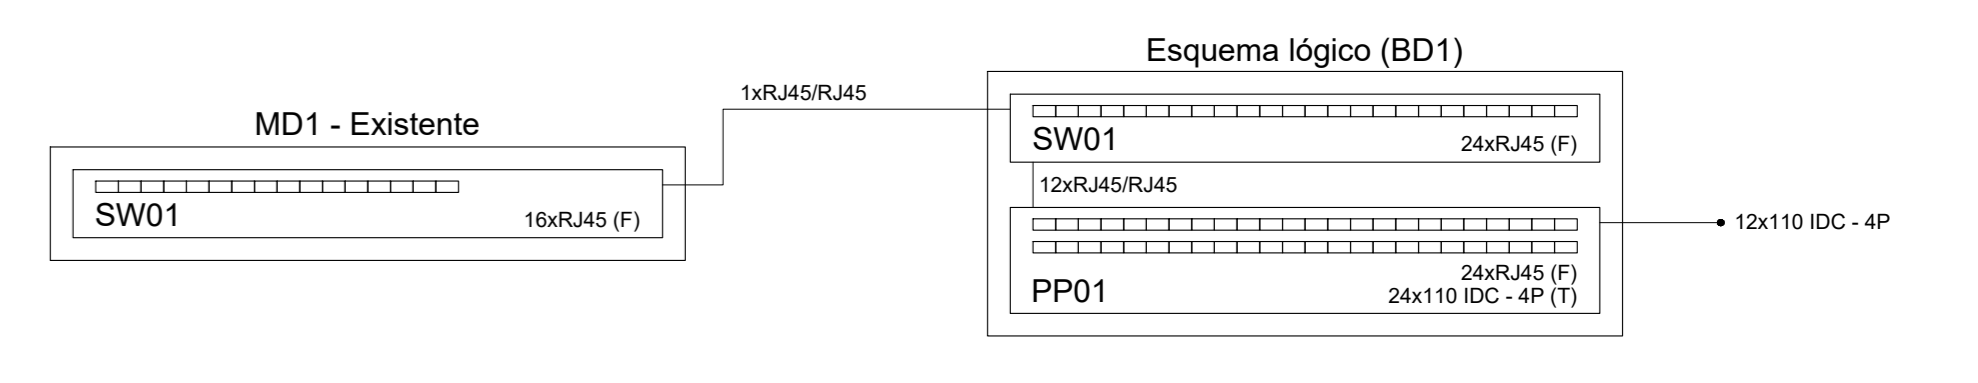 Esquema lógico (BD1)
1xRJ45/RJ45
MD1 - Existente
SW01
24xRJ45 (F)
12xRJ45/RJ45
SW01
16xRJ45 (F)
12x110 IDC - 4P
24xRJ45 (F)
PP01
24x110 IDC - 4P (T)